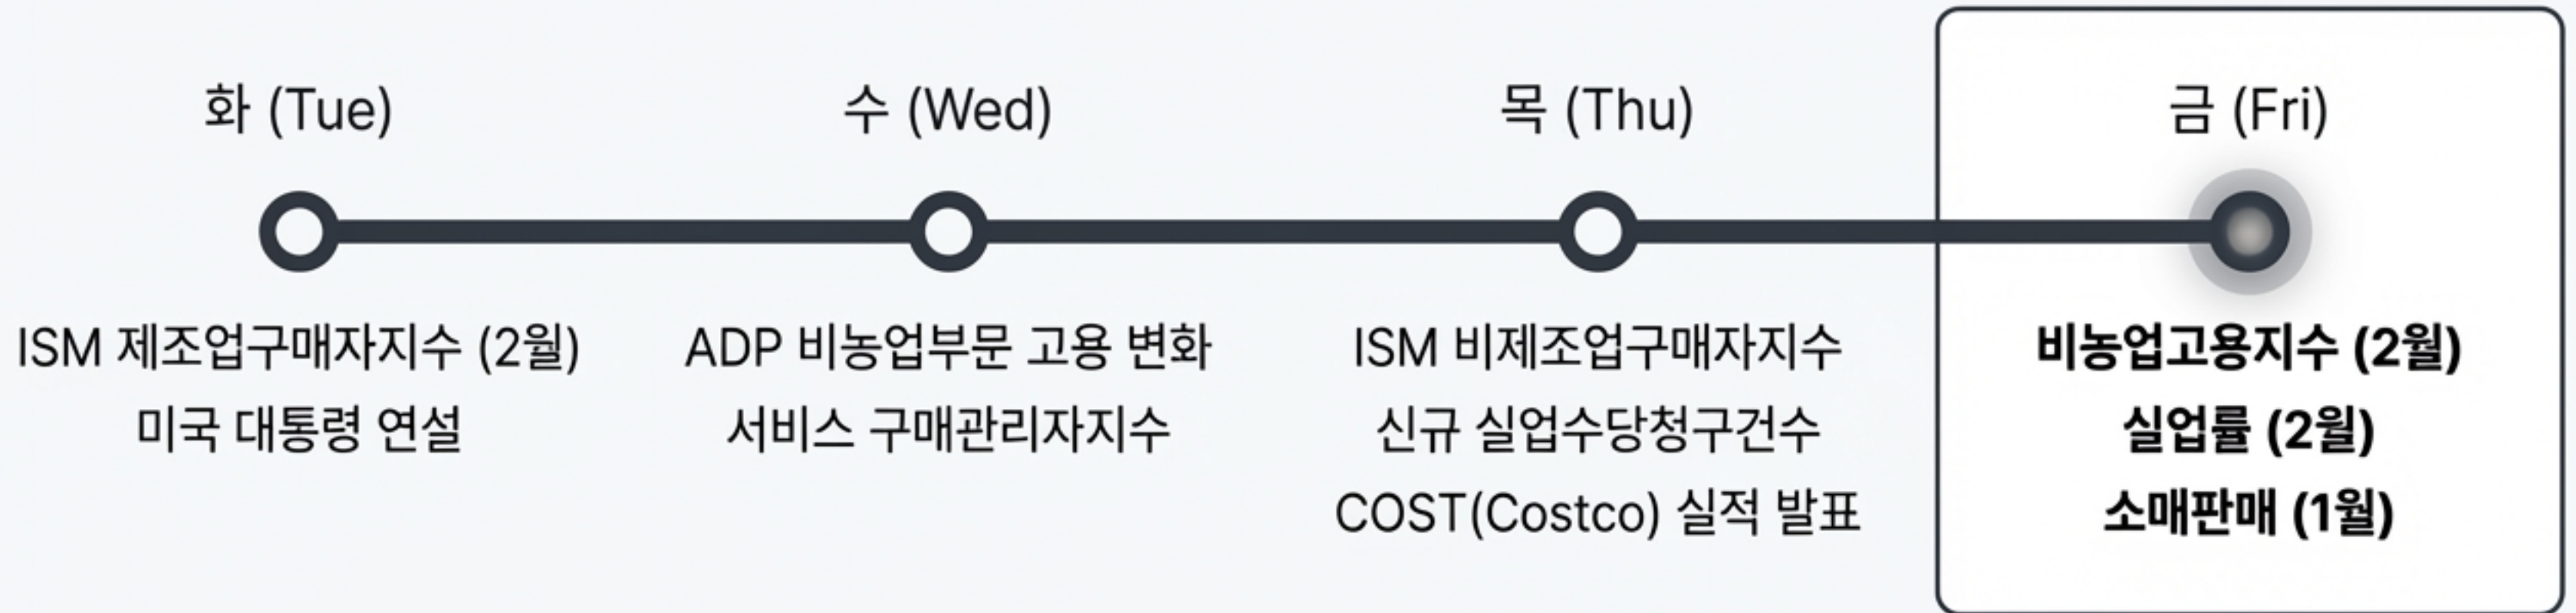 화 (Tue)
ISM 제조업구매자지수 (2월)
미국 대통령 연설
수 (Wed)
ADP 비농업부문 고용 변화
서비스 구매관리자지수
목 (Thu)
ISM 비제조업구매자지수
신규 실업수당청구건수
COST(Costco) 실적 발표
금 (Fri)
비농업고용지수 (2월)
실업률 (2월)
소매판매 (1월)